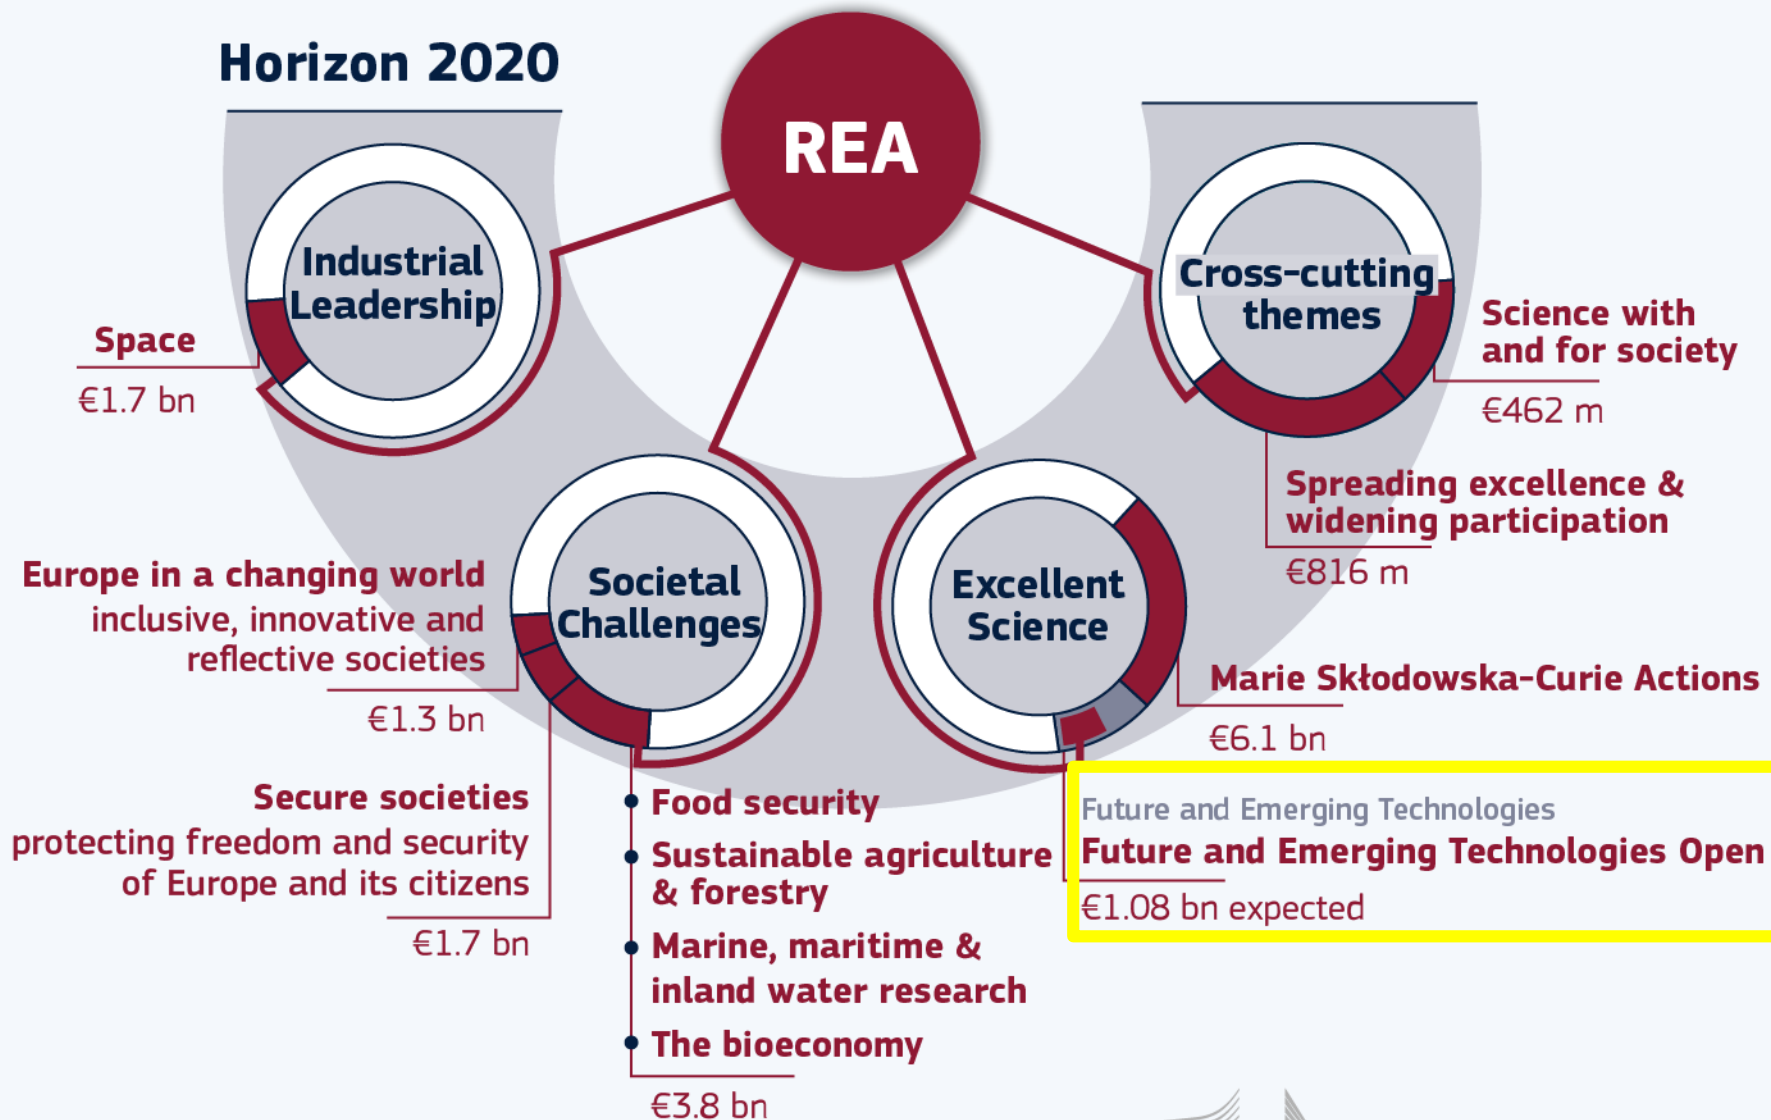 Horizon 2020
REA
Industrial
Leadership
Space
€1.7 bn
Cross-cutting
themes
Science with
and for society
€462 m
Spreading excellence &
widening participation
€816 m
Societal
Challenges
Europe in a changing world
inclusive, innovative and
reflective societies
€1.3 bn
Secure societies
protecting freedom and security
of Europe and its citizens
€1.7 bn
Food security
Sustainable agriculture
& forestry
Marine, maritime &
inland water research
The bioeconomy
€3.8 bn
Excellent
Science
Marie Skłodowska-Curie Actions
€6.1 bn
Future and Emerging Technologies
Future and Emerging Technologies Open
€1.08 bn expected